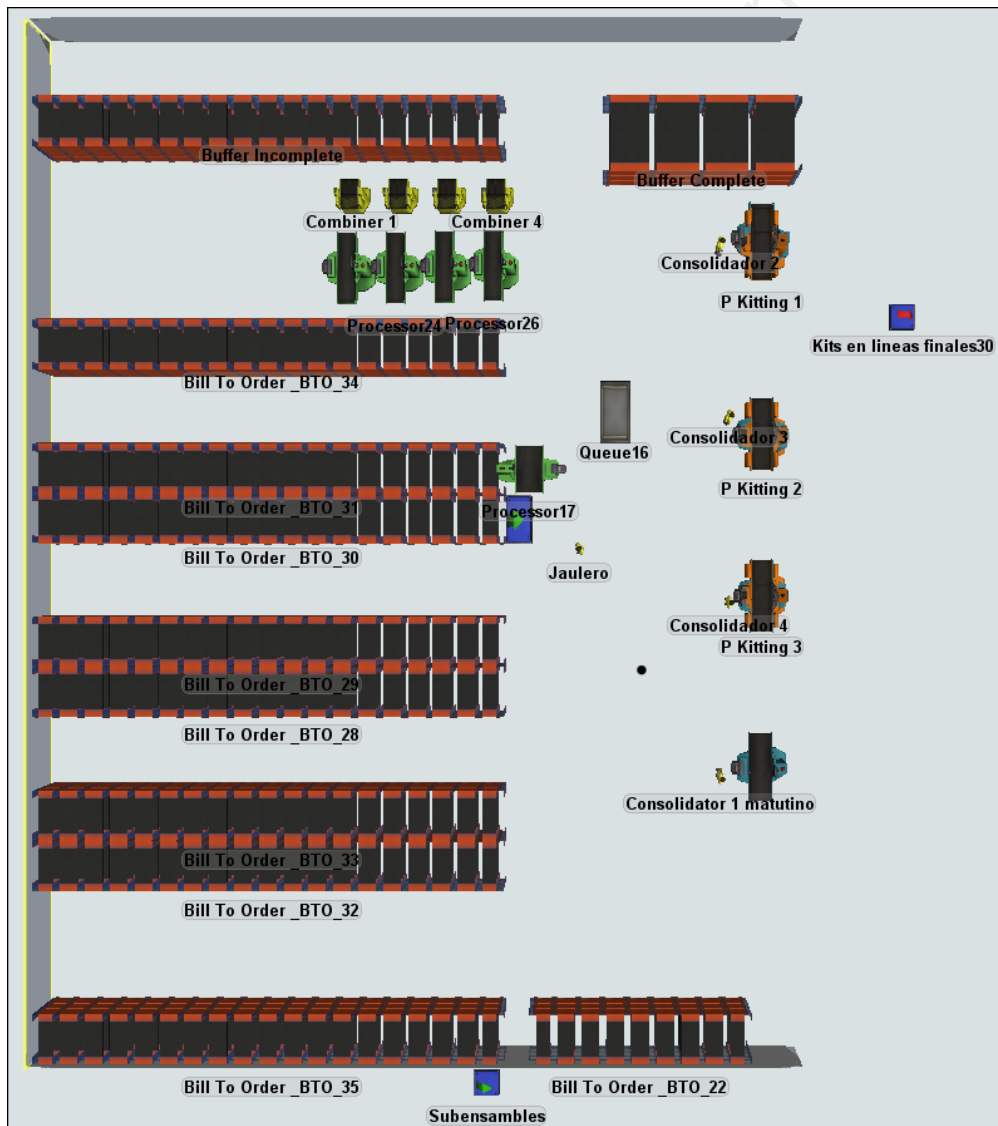 Buffer Incomplete
Buffer Complete
Combiner 1
Combiner 4
Consolidador 2
P Kitting 1
Processor24
Processor26
Kits en lineas finales30
Bill To Order _BTO_34
Consolidador 3
Queue16
P Kitting 2
Bill To Order _BTO_31
Processor17
Bill To Order _BTO_30
Jaulero
Consolidador 4
P Kitting 3
Bill To Order _BTO_29
Bill To Order _BTO_28
Consolidator 1 matutino
Bill To Order _BTO_33
Bill To Order _BTO_32
Bill To Order _BTO_35
Bill To Order _BTO_22
Subensambles